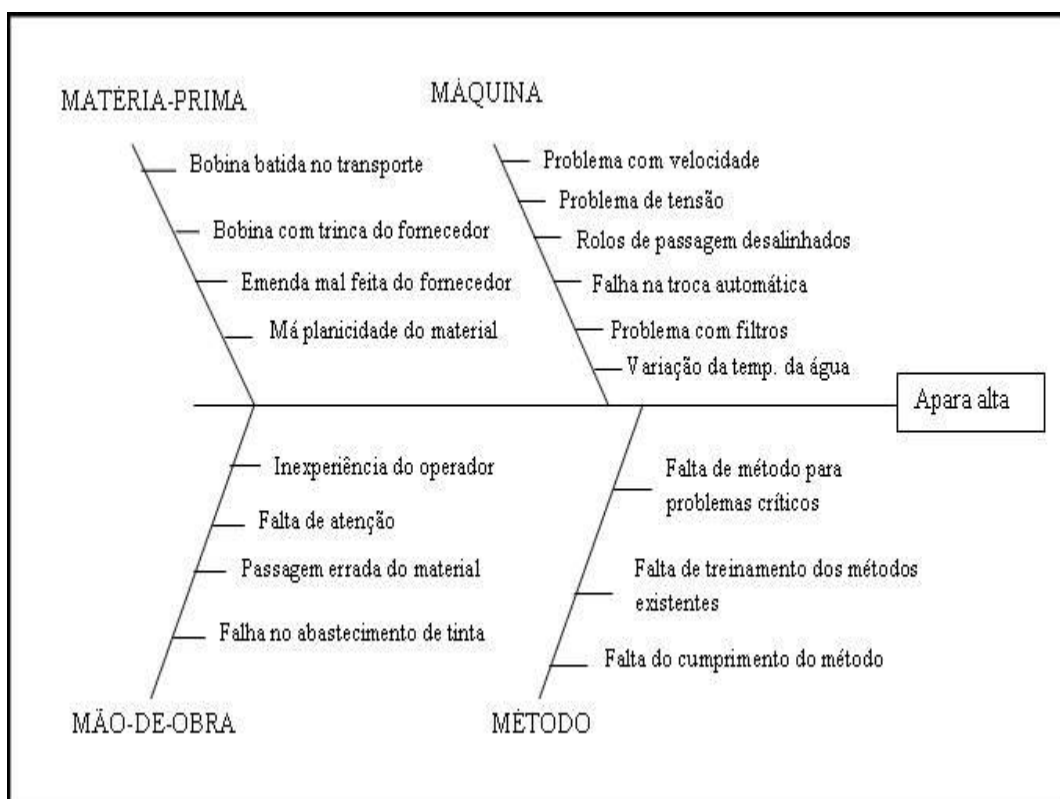 MATÉRIA-PRIMA
Bobina batida no transporte
Bobina com trinca do fornecedor
Emenda mal feita do fornecedor
Má planicidade do material
MÁQUINA
Problema com velocidade
Problema de tensão
Rolos de passagem desalinhados
Falha na troca automática
Problema com filtros
Variação da temp. da água
Apara alta
Inexperiência do operador
Falta de atenção
Passagem errada do material
Falha no abastecimento de tinta
MÃO-DE-OBRA
Falta de método para
problemas críticos
Falta de treinamento dos métodos
existentes
Falta do cumprimento do método
MÉTODO